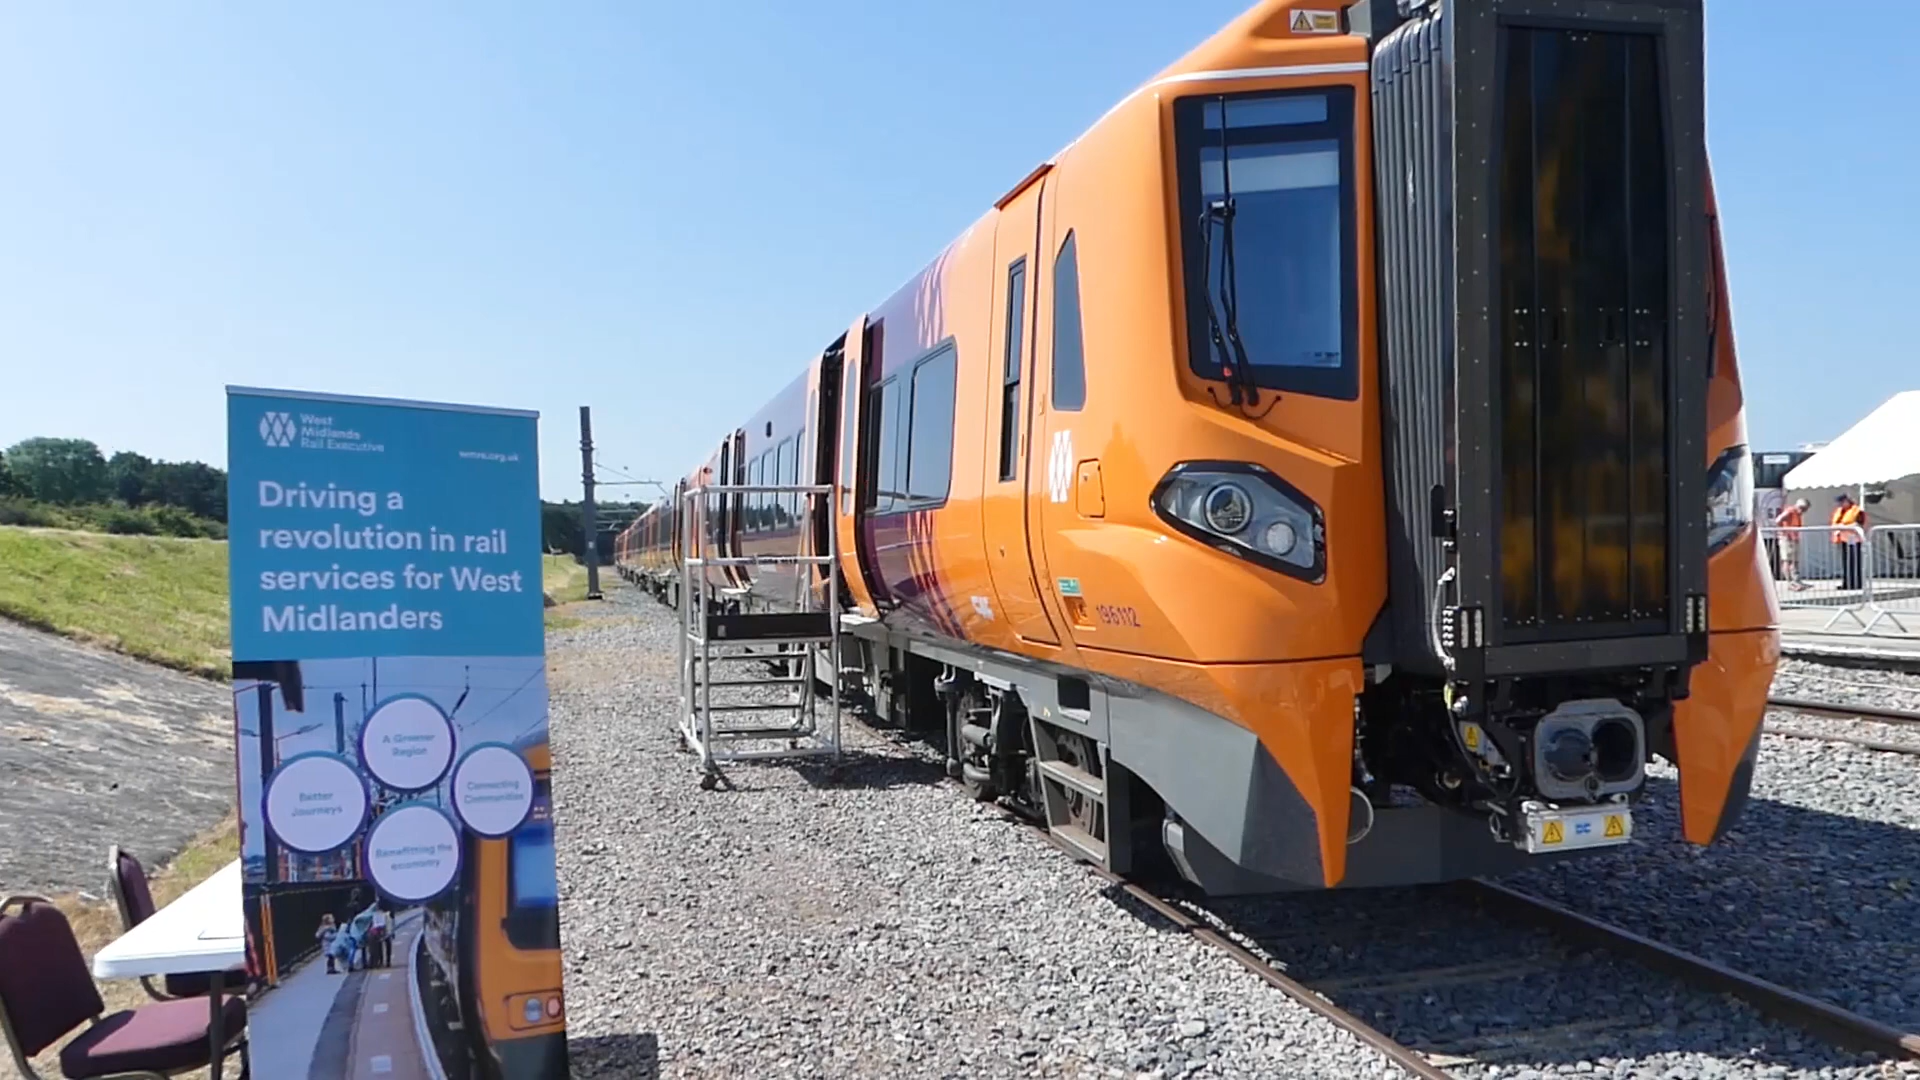 West
Midlands
Rail Executive
wmre.org.uk
Driving a
revolution in rail
services for West
Midlanders
A Greener
Region
Better
Journeys
Connecting
Communities
Benefitting the
economy
196112